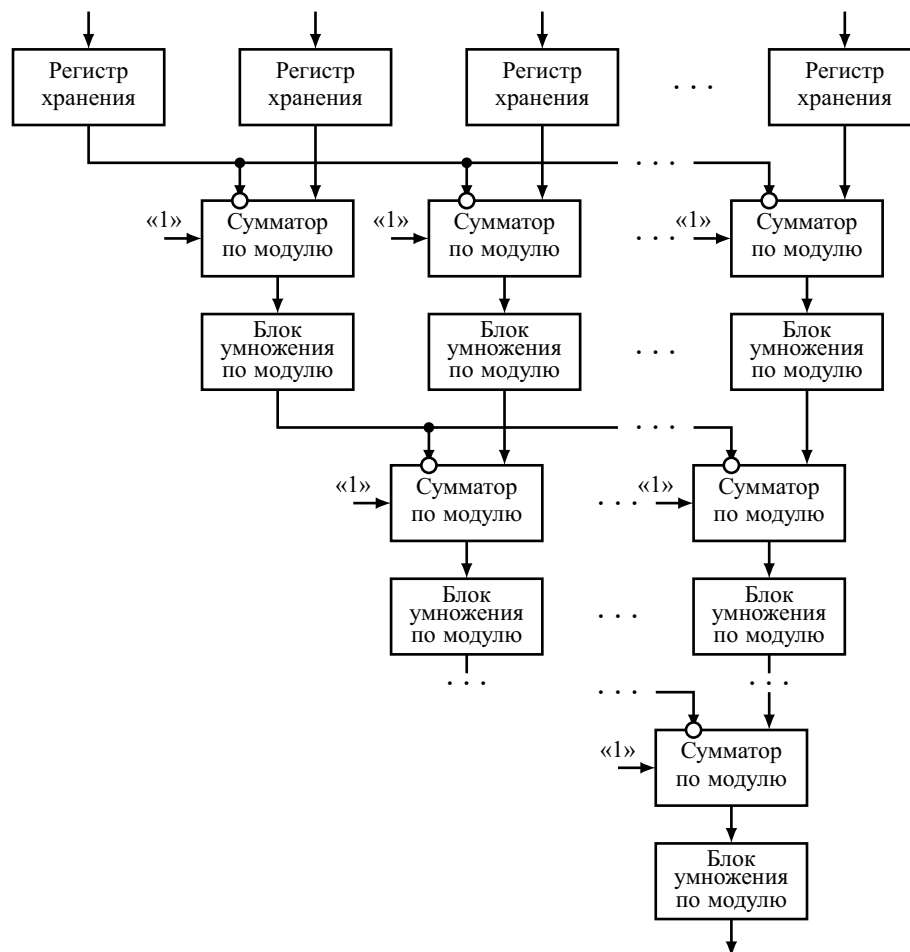 Регистр
хранения
Регистр
хранения
Регистр
хранения
. . .
Регистр
хранения
. . .
«1»
Сумматор
по модулю
«1»
Сумматор
по модулю
. . .
«1»
Сумматор
по модулю
Блок
умножения
по модулю
Блок
умножения
по модулю
. . .
Блок
умножения
по модулю
. . .
«1»
Сумматор
по модулю
. . .
«1»
Сумматор
по модулю
Блок
умножения
по модулю
. . .
Блок
умножения
по модулю
. . .
. . .
. . .
«1»
Сумматор
по модулю
Блок
умножения
по модулю